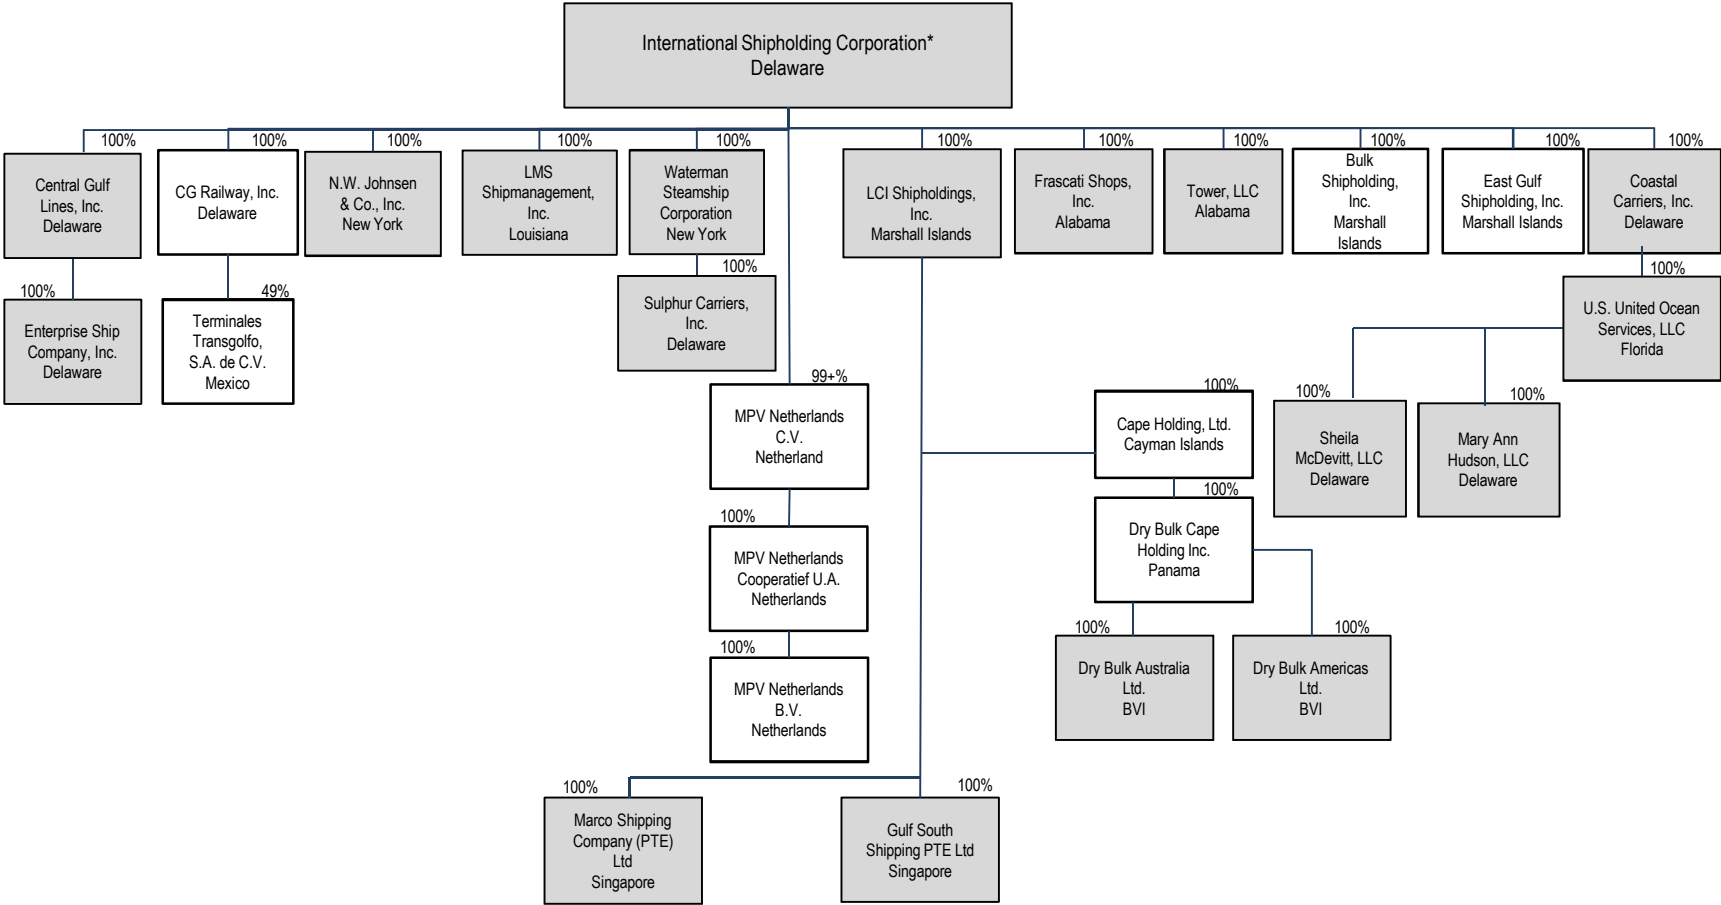 International Shipholding Corporation*
Delaware
100%
Central Gulf
Lines, Inc.
Delaware
100%
CG Railway, Inc.
Delaware
100%
N.W. Johnsen
& Co., Inc.
New York
100%
LMS
Shipmanagement,
Inc.
Louisiana
100%
Waterman
Steamship
Corporation
New York
100%
LCI Shipholdings,
Inc.
Marshall Islands
100%
Frascati Shops,
Inc.
Alabama
100%
Tower, LLC
Alabama
100%
Bulk
Shipholding,
Inc.
Marshall
Islands
100%
East Gulf
Shipholding, Inc.
Marshall Islands
100%
Coastal
Carriers, Inc.
Delaware
100%
Enterprise Ship
Company, Inc.
Delaware
49%
Terminales
Transgolfo,
S.A. de C.V.
Mexico
100%
Sulphur Carriers,
Inc.
Delaware
100%
U.S. United Ocean
Services, LLC
Florida
99+%
MPV Netherlands
C.V.
Netherland
100%
Cape Holding, Ltd.
Cayman Islands
100%
Sheila
McDevitt, LLC
Delaware
100%
Mary Ann
Hudson, LLC
Delaware
100%
MPV Netherlands
Cooperatief U.A.
Netherlands
100%
Dry Bulk Cape
Holding Inc.
Panama
100%
MPV Netherlands
B.V.
Netherlands
100%
Dry Bulk Australia
Ltd.
BVI
100%
Dry Bulk Americas
Ltd.
BVI
100%
Marco Shipping
Company (PTE)
Ltd
Singapore
100%
Gulf South
Shipping PTE Ltd
Singapore